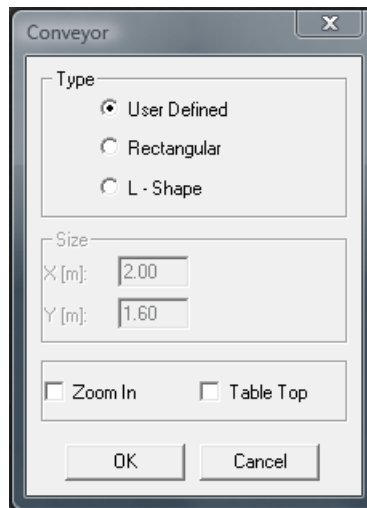 Conveyor
Type
User Defined
Rectangular
L - Shape
Size
X [m]: 2.00
Y [m]: 1.60
Zoom In Table Top
OK Cancel